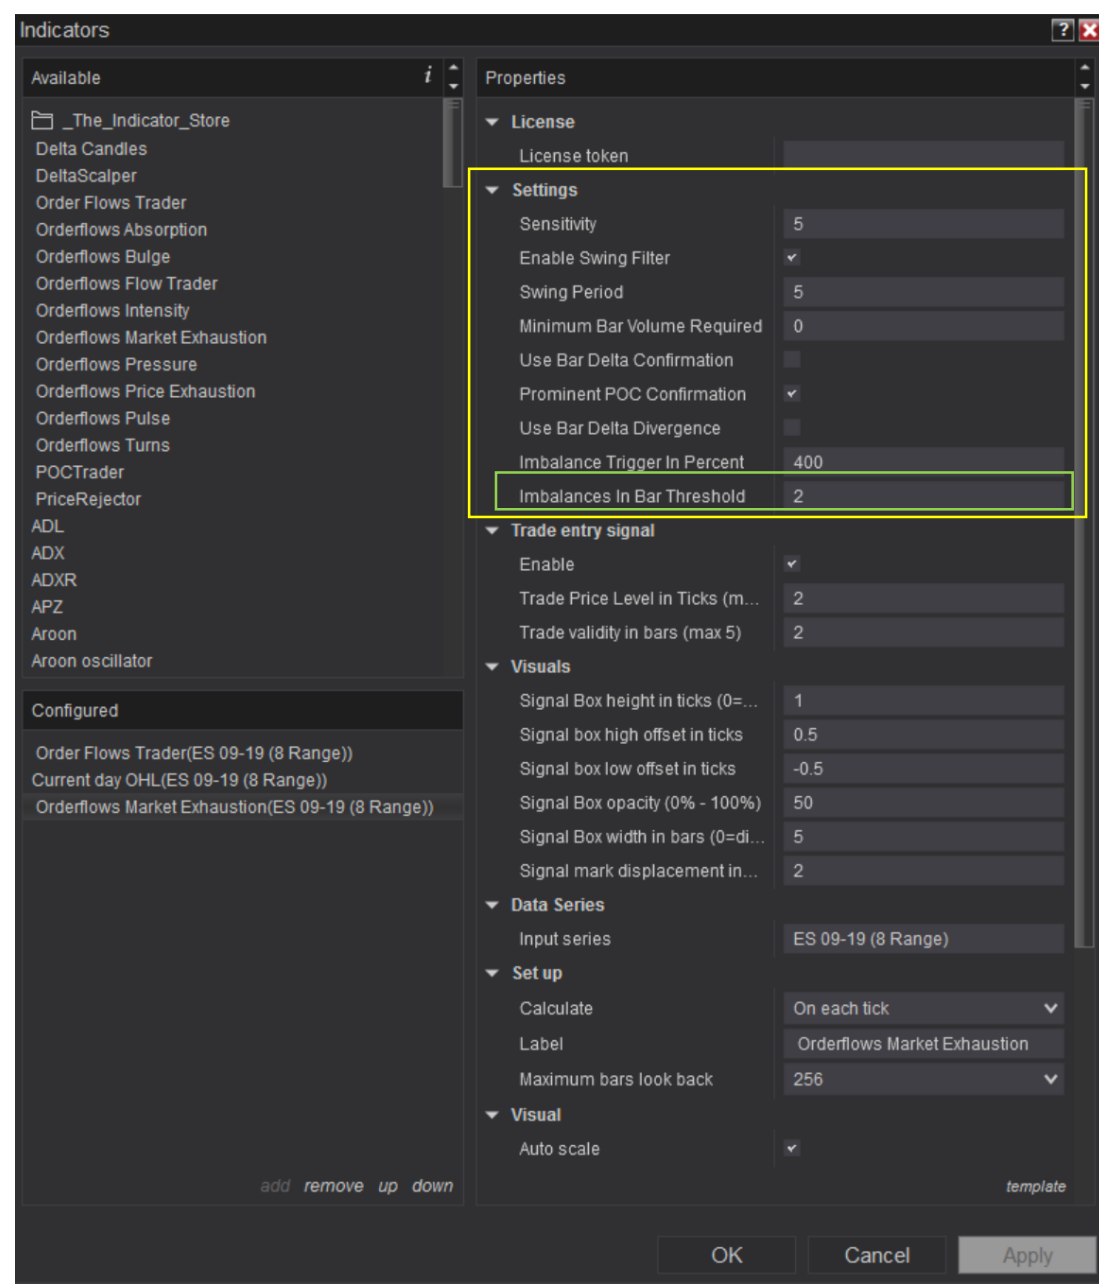 Indicators
?
Available
i
_The_Indicator_Store
Delta Candles
DeltaScalper
Order Flows Trader
Orderflows Absorption
Orderflows Bulge
Orderflows Flow Trader
Orderflows Intensity
Orderflows Market Exhaustion
Orderflows Pressure
Orderflows Price Exhaustion
Orderflows Pulse
Orderflows Turns
POCTrader
PriceRejector
ADL
ADX
ADXR
APZ
Aroon
Aroon oscillator
Configured
Order Flows Trader(ES 09-19 (8 Range))
Current day OHL(ES 09-19 (8 Range))
Orderflows Market Exhaustion(ES 09-19 (8 Range))
add remove up down
Properties
License
License token
Settings
Sensitivity 5
Enable Swing Filter
Swing Period 5
Minimum Bar Volume Required 0
Use Bar Delta Confirmation
Prominent POC Confirmation
Use Bar Delta Divergence
Imbalance Trigger In Percent 400
Imbalances In Bar Threshold 2
Trade entry signal
Enable
Trade Price Level in Ticks (m... 2
Trade validity in bars (max 5) 2
Visuals
Signal Box height in ticks (0=... 1
Signal box high offset in ticks 0.5
Signal box low offset in ticks -0.5
Signal Box opacity (0% - 100%) 50
Signal Box width in bars (0=di... 5
Signal mark displacement in... 2
Data Series
Input series ES 09-19 (8 Range)
Set up
Calculate On each tick
Label Orderflows Market Exhaustion
Maximum bars look back 256
Visual
Auto scale
template
OK Cancel Apply